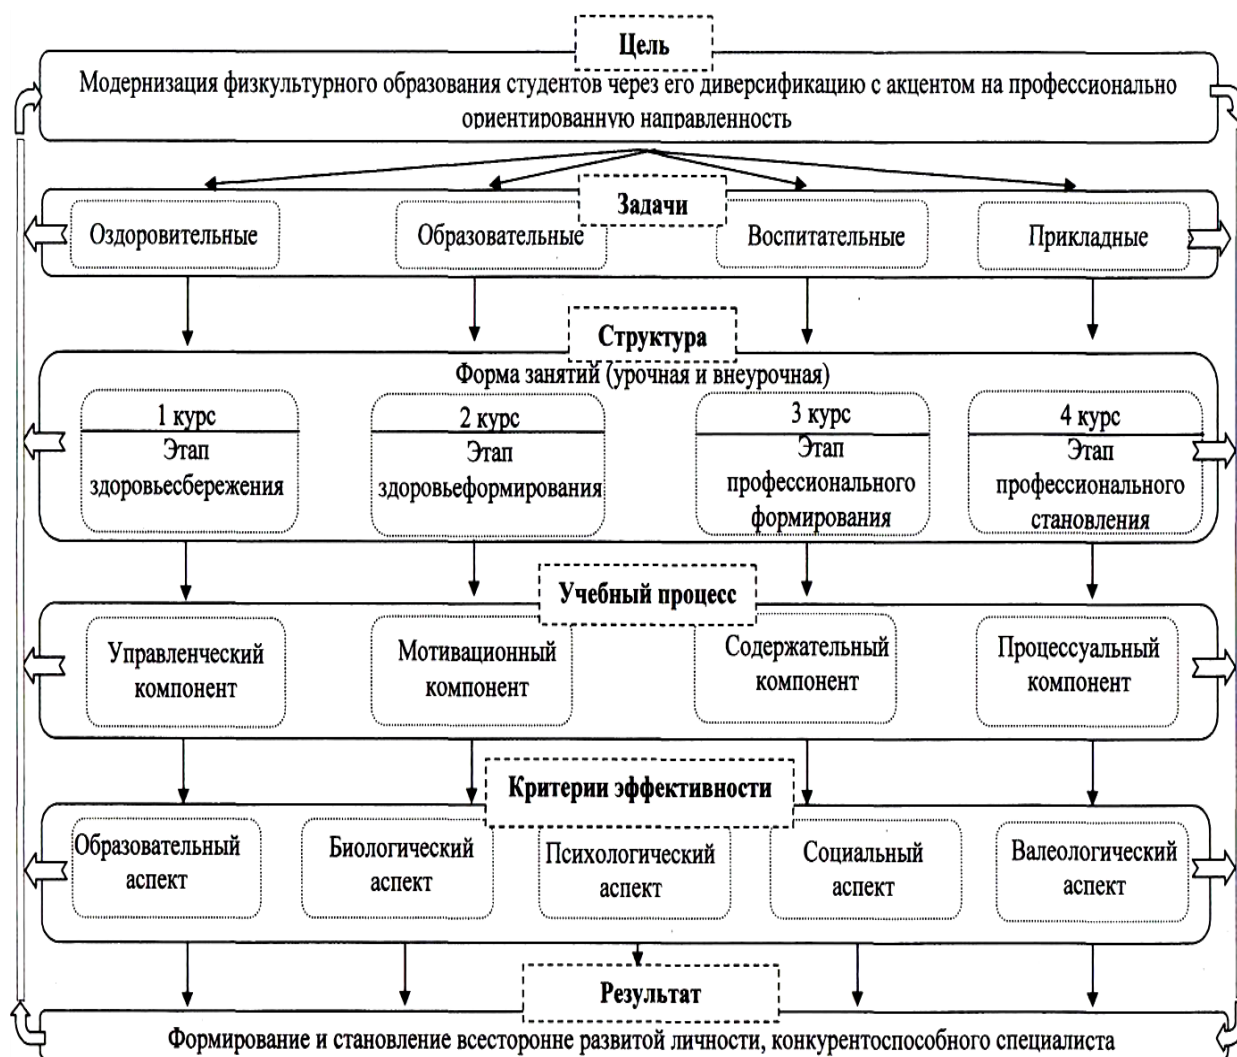 Цель
Модернизация физкультурного образования студентов через его диверсификацию с акцентом на профессионально
ориентированную направленность
Задачи
Оздоровительные
Образовательные
Воспитательные
Прикладные
Структура
Форма занятий (урочная и внеурочная)
1 курс
Этап
здоровьесбережения
2 курс
Этап
здоровьеформирования
3 курс
Этап
профессионального
формирования
4 курс
Этап
профессионального
становления
Учебный процесс
Управленческий
компонент
Мотивационный
компонент
Содержательный
компонент
Процессуальный
компонент
Критерии эффективности
Образовательный
аспект
Биологический
аспект
Психологический
аспект
Социальный
аспект
Валеологический
аспект
Результат
Формирование и становление всесторонне развитой личности, конкурентоспособного специалиста